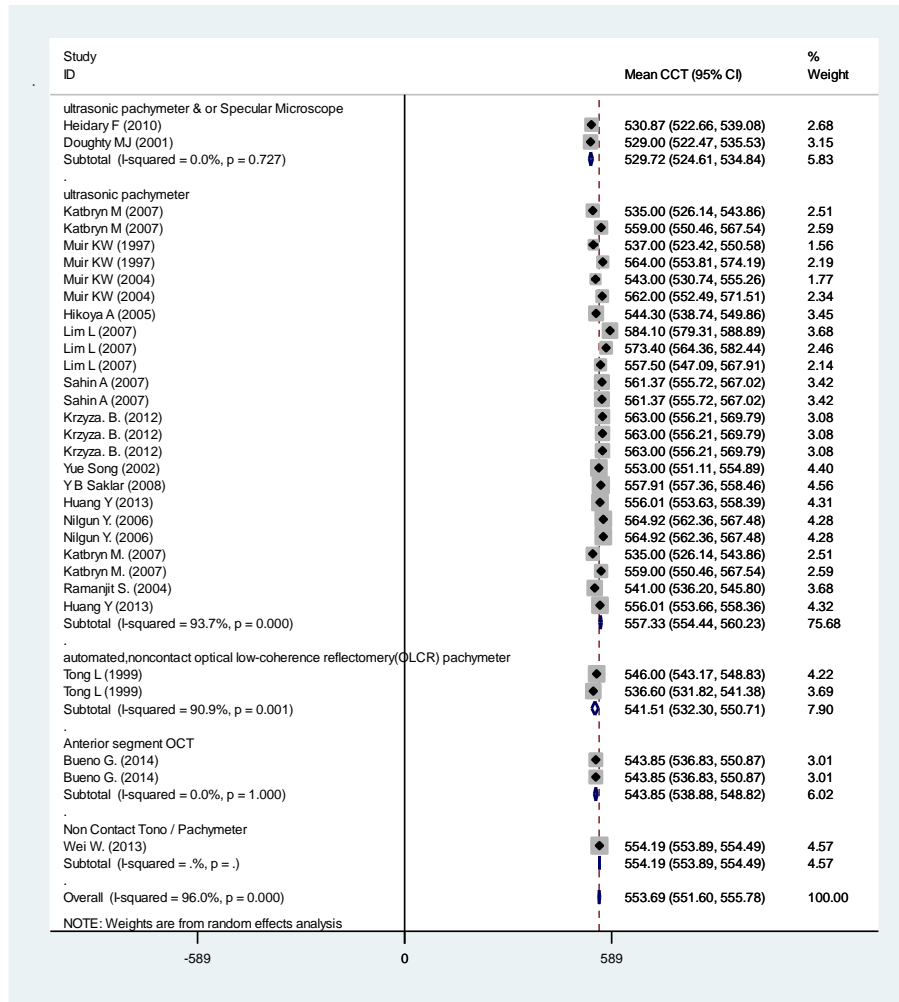 Study %
ID Mean CCT (95% CI) Weight
ultrasonic pachymeter & or Specular Microscope
Heidary F (2010) 530.87 (522.66, 539.08) 2.68
Doughty MJ (2001) 529.00 (522.47, 535.53) 3.15
Subtotal (I-squared = 0.0%, p = 0.727) 529.72 (524.61, 534.84) 5.83
.
ultrasonic pachymeter
Katbryn M (2007) 535.00 (526.14, 543.86) 2.51
Katbryn M (2007) 559.00 (550.46, 567.54) 2.59
Muir KW (1997) 537.00 (523.42, 550.58) 1.56
Muir KW (1997) 564.00 (553.81, 574.19) 2.19
Muir KW (2004) 543.00 (530.74, 555.26) 1.77
Muir KW (2004) 562.00 (552.49, 571.51) 2.34
Hikoya A (2005) 544.30 (538.74, 549.86) 3.45
Lim L (2007) 584.10 (579.31, 588.89) 3.68
Lim L (2007) 573.40 (564.36, 582.44) 2.46
Lim L (2007) 557.50 (547.09, 567.91) 2.14
Sahin A (2007) 561.37 (555.72, 567.02) 3.42
Sahin A (2007) 561.37 (555.72, 567.02) 3.42
Krzyza. B. (2012) 563.00 (556.21, 569.79) 3.08
Krzyza. B. (2012) 563.00 (556.21, 569.79) 3.08
Krzyza. B. (2012) 563.00 (556.21, 569.79) 3.08
Yue Song (2002) 553.00 (551.11, 554.89) 4.40
Y B Saklar (2008) 557.91 (557.36, 558.46) 4.56
Huang Y (2013) 556.01 (553.63, 558.39) 4.31
Nilgun Y. (2006) 564.92 (562.36, 567.48) 4.28
Nilgun Y. (2006) 564.92 (562.36, 567.48) 4.28
Katbryn M. (2007) 535.00 (526.14, 543.86) 2.51
Katbryn M. (2007) 559.00 (550.46, 567.54) 2.59
Ramanjit S. (2004) 541.00 (536.20, 545.80) 3.68
Huang Y (2013) 556.01 (553.66, 558.36) 4.32
Subtotal (I-squared = 93.7%, p = 0.000) 557.33 (554.44, 560.23) 75.68
.
automated,noncontact optical low-coherence reflectomery(OLCR) pachymeter
Tong L (1999) 546.00 (543.17, 548.83) 4.22
Tong L (1999) 536.60 (531.82, 541.38) 3.69
Subtotal (I-squared = 90.9%, p = 0.001) 541.51 (532.30, 550.71) 7.90
.
Anterior segment OCT
Bueno G. (2014) 543.85 (536.83, 550.87) 3.01
Bueno G. (2014) 543.85 (536.83, 550.87) 3.01
Subtotal (I-squared = 0.0%, p = 1.000) 543.85 (538.88, 548.82) 6.02
.
Non Contact Tono / Pachymeter
Wei W. (2013) 554.19 (553.89, 554.49) 4.57
Subtotal (I-squared = .%, p = .) 554.19 (553.89, 554.49) 4.57
.
Overall (I-squared = 96.0%, p = 0.000) 553.69 (551.60, 555.78) 100.00
NOTE: Weights are from random effects analysis
-589 0 589